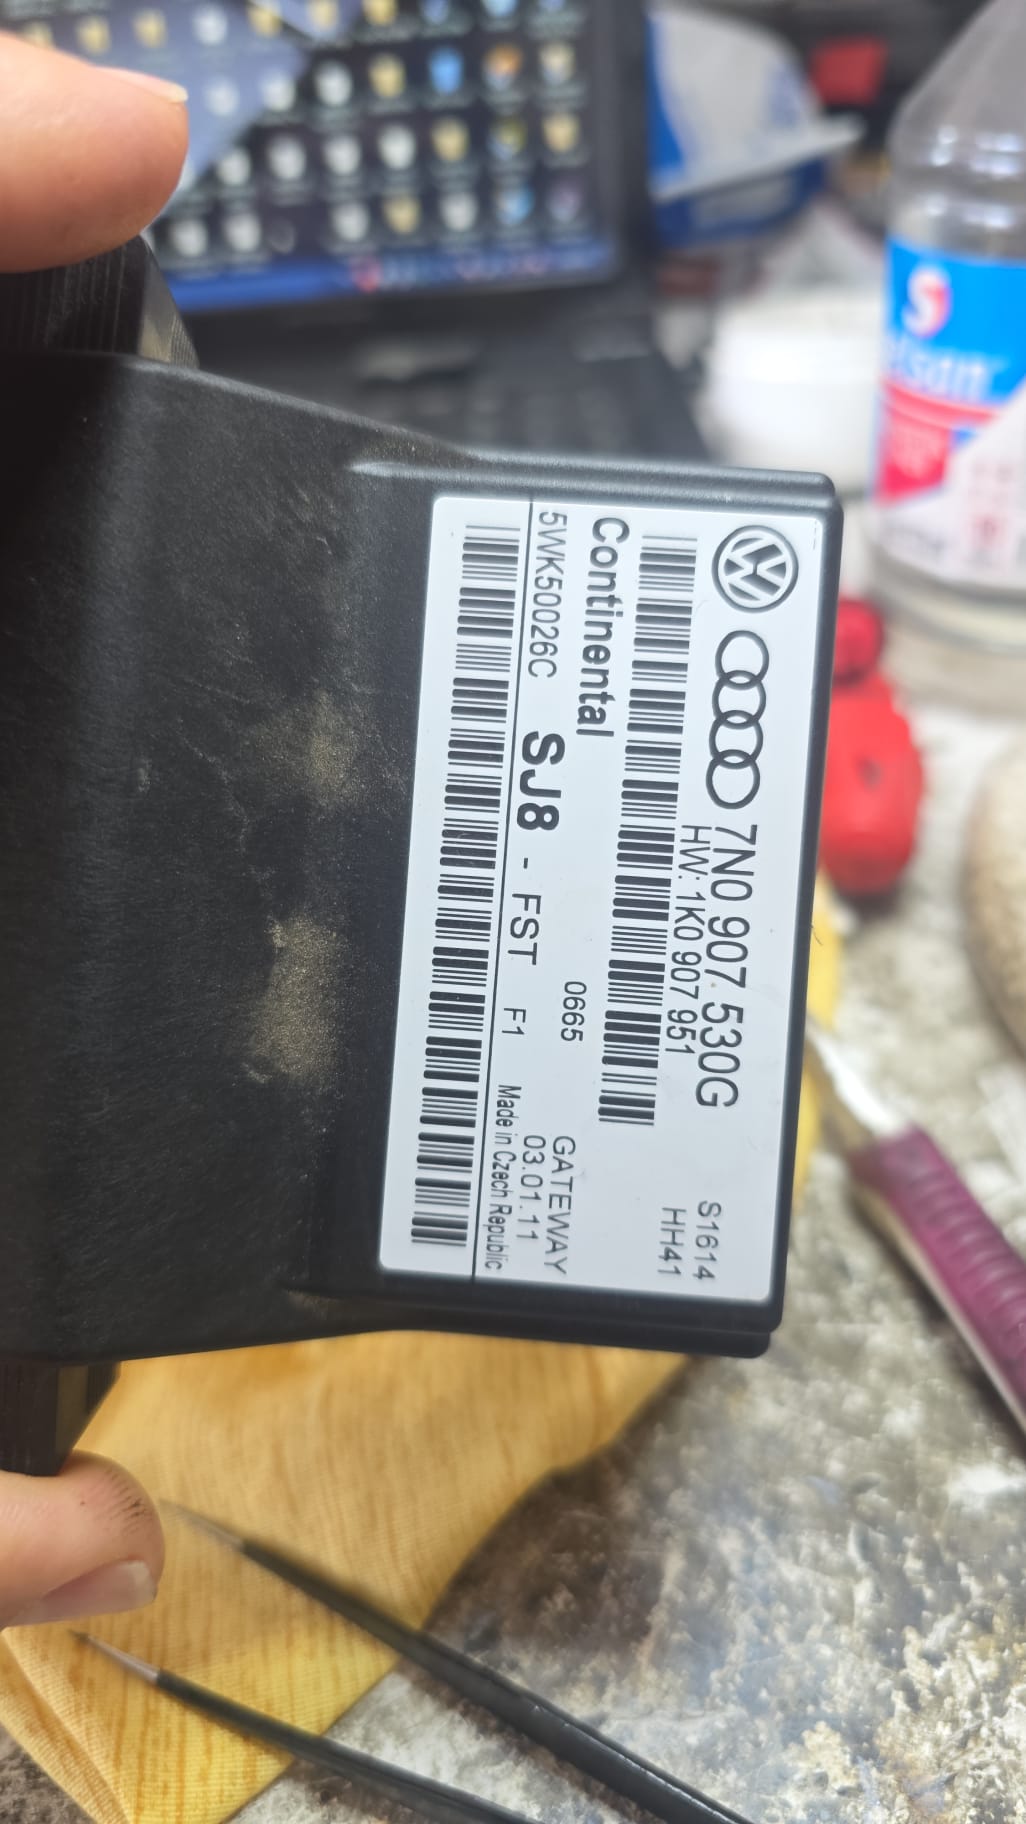 7N0 907 530G
HW: 1K0 907 951
S1614
HH41
Continental
0665
GATEWAY
5WK50026C SJ8 - FST F1
03.01.11
Made in Czech Republic